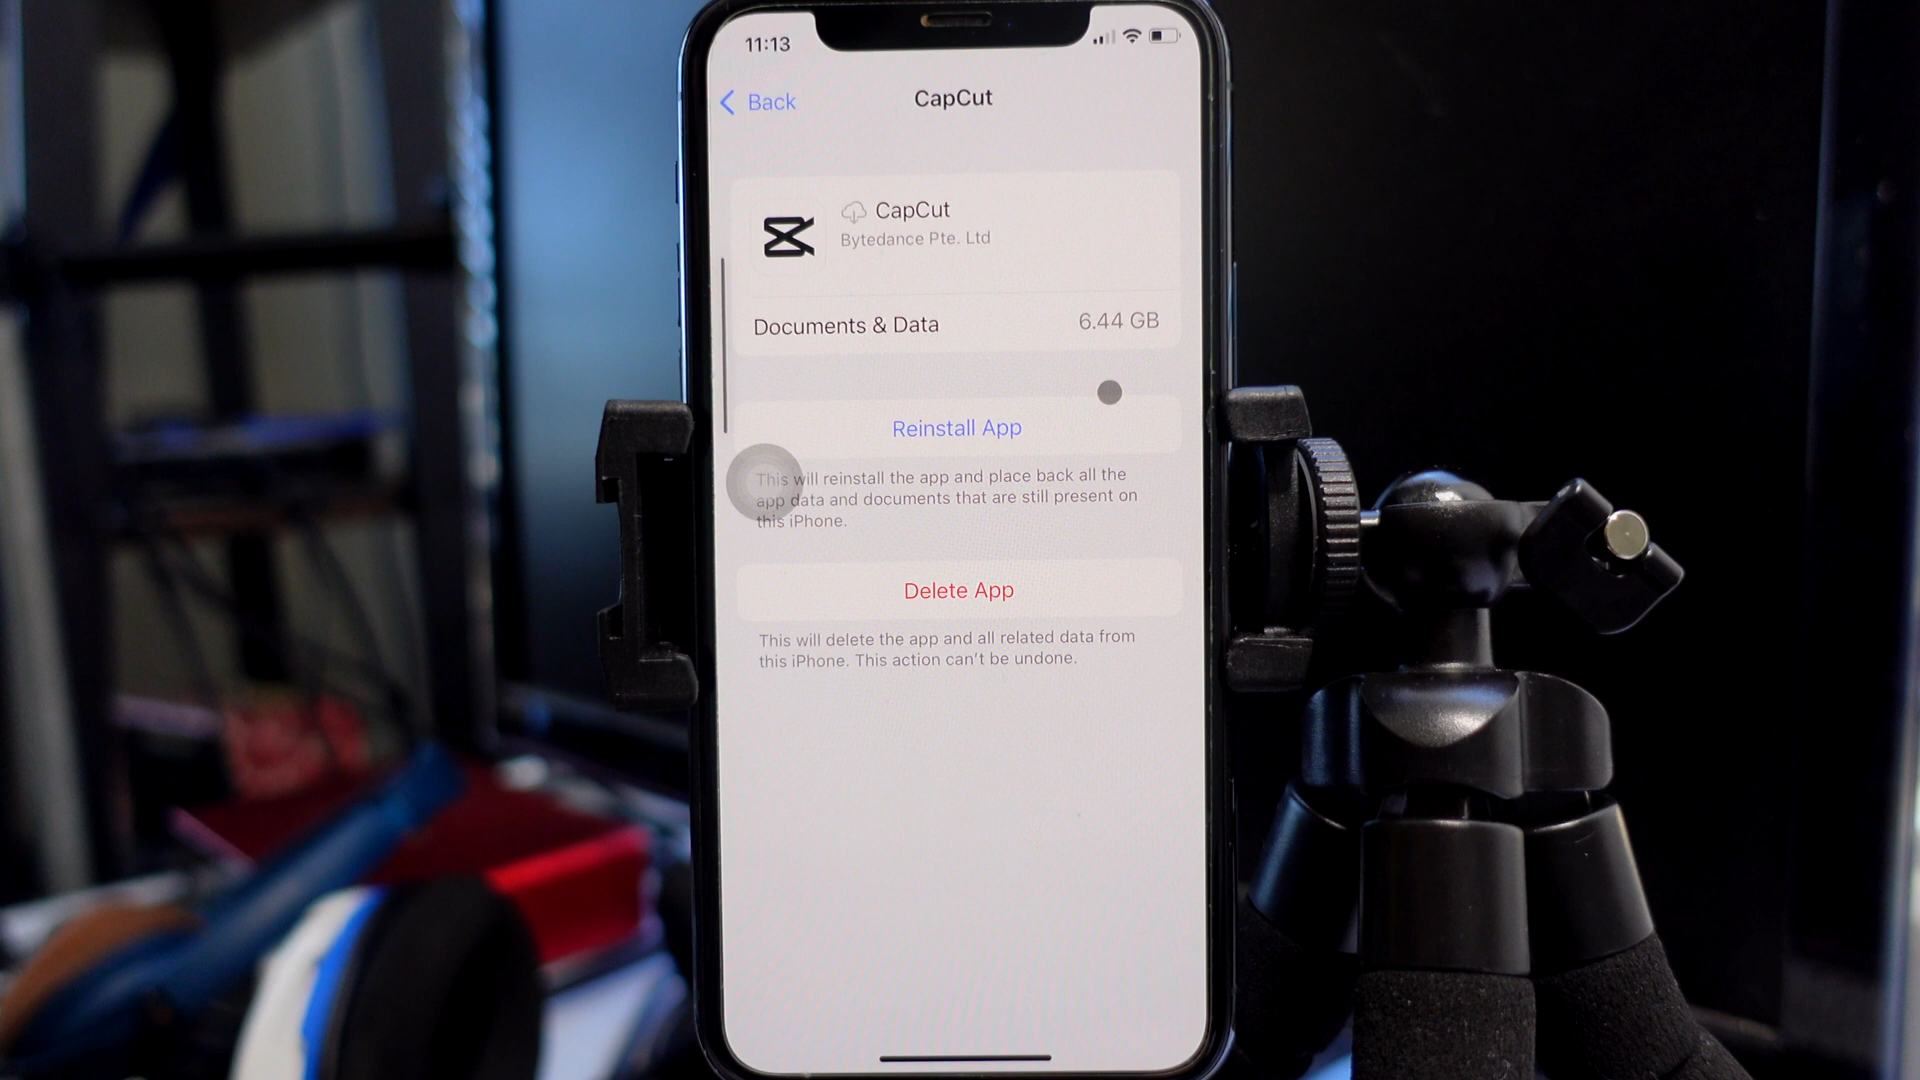 11:13
Back
CapCut
CapCut
Bytedance Pte. Ltd
Documents & Data
6.44 GB
Reinstall App
This will reinstall the app and place back all the
app data and documents that are still present on
this iPhone.
Delete App
This will delete the app and all related data from
this iPhone. This action can't be undone.